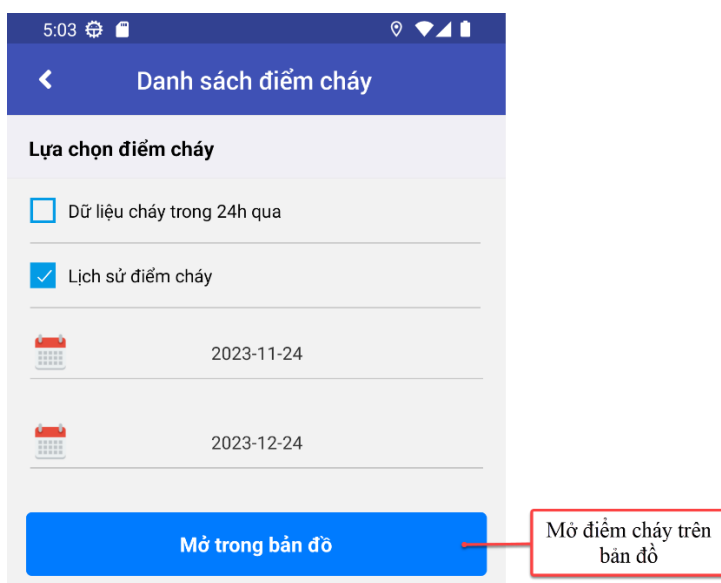 5:03
Danh sách điểm cháy
Lựa chọn điểm cháy
Dữ liệu cháy trong 24h qua
Lịch sử điểm cháy
2023-11-24
2023-12-24
Mở trong bản đồ
Mở điểm cháy trên
bản đồ